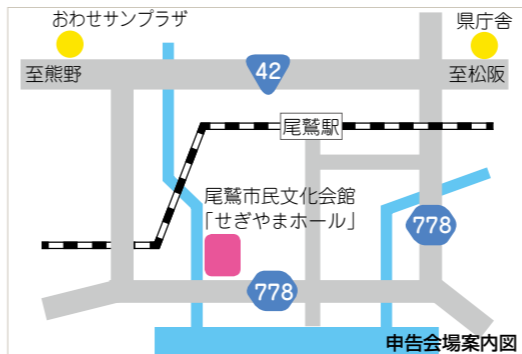 おわせサンプラザ
県庁舎
至熊野
42
至松阪
尾鷲駅
尾鷲市民文化会館
「せぎやまホール」
778
778
申告会場案内図